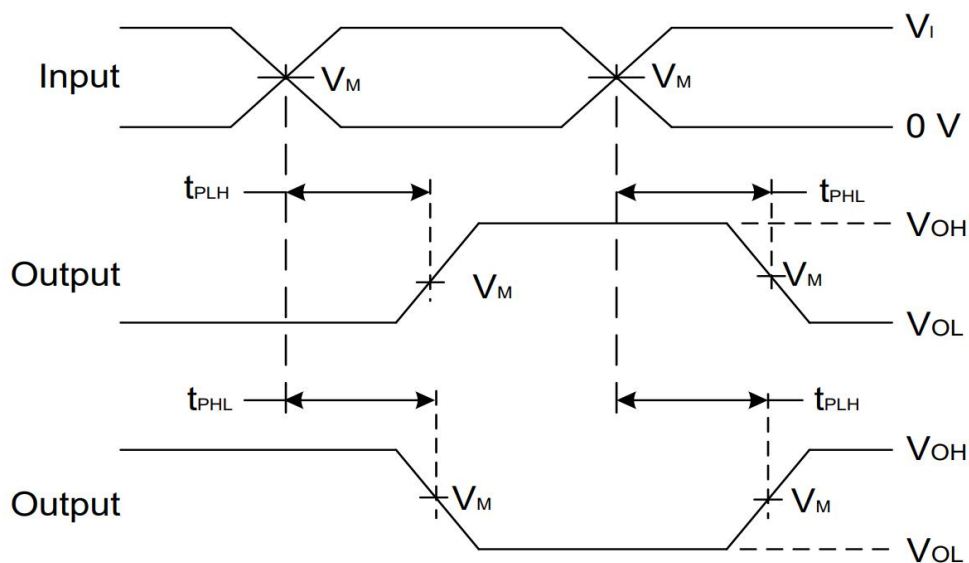 VI
Input VM VM
0 V
tPLH tPHL
VOH
Output VM VM
VOL
tPHL tPLH
VOH
Output VM VM
VOL